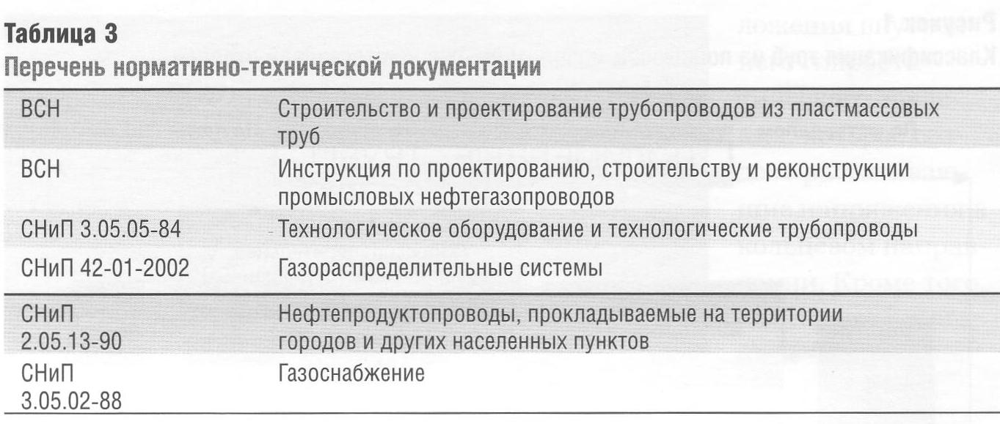 Таблица 3
Перечень нормативно-технической документации
ВСН Строительство и проектирование трубопроводов из пластмассовых
труб
ВСН Инструкция по проектированию, строительству и реконструкции
промысловых нефтегазопроводов
СНиП 3.05.05-84 Технологическое оборудование и технологические трубопроводы
СНиП 42-01-2002 Газораспределительные системы
СНиП Нефтепродуктопроводы, прокладываемые на территории
2.05.13-90 городов и других населенных пунктов
СНиП Газоснабжение
3.05.02-88